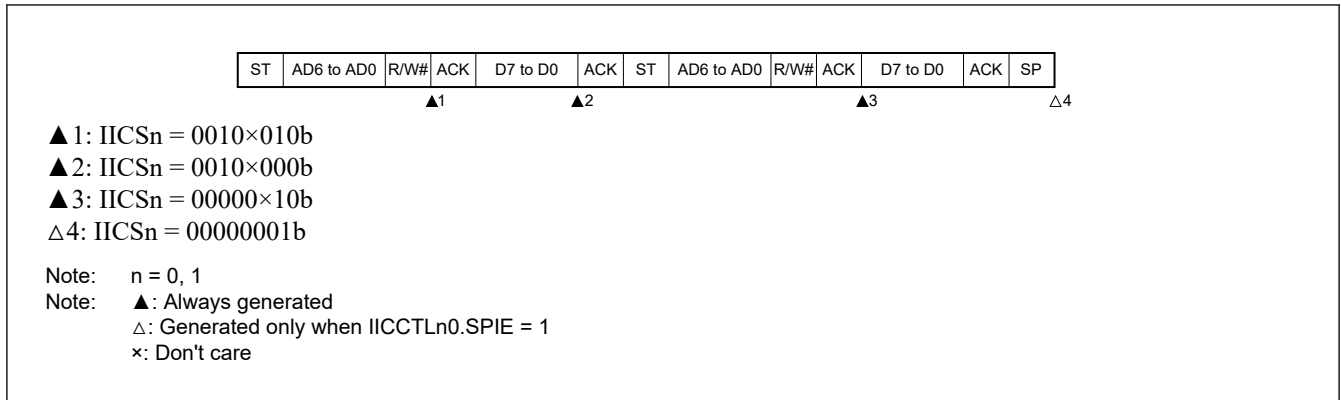 ST AD6 to AD0 R/W# ACK D7 to D0 ACK ST AD6 to AD0 R/W# ACK D7 to D0 ACK SP
▲1 ▲2 ▲3 △4
▲1: IICSn = 0010×010b
▲2: IICSn = 0010×000b
▲3: IICSn = 00000×10b
△4: IICSn = 00000001b
Note: n = 0, 1
Note: ▲: Always generated
△: Generated only when IICCTLn0.SPIE = 1
×: Don't care